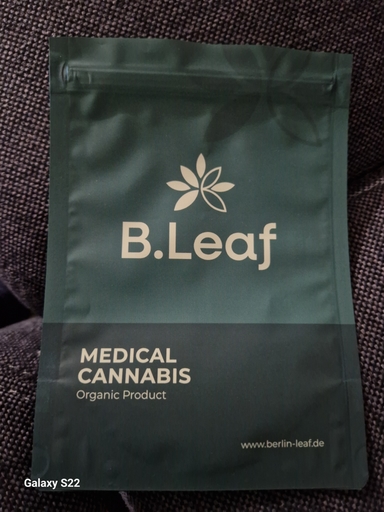 B.Leaf
MEDICAL
CANNABIS
Organic Product
www.berlin-leaf.de
Galaxy S22